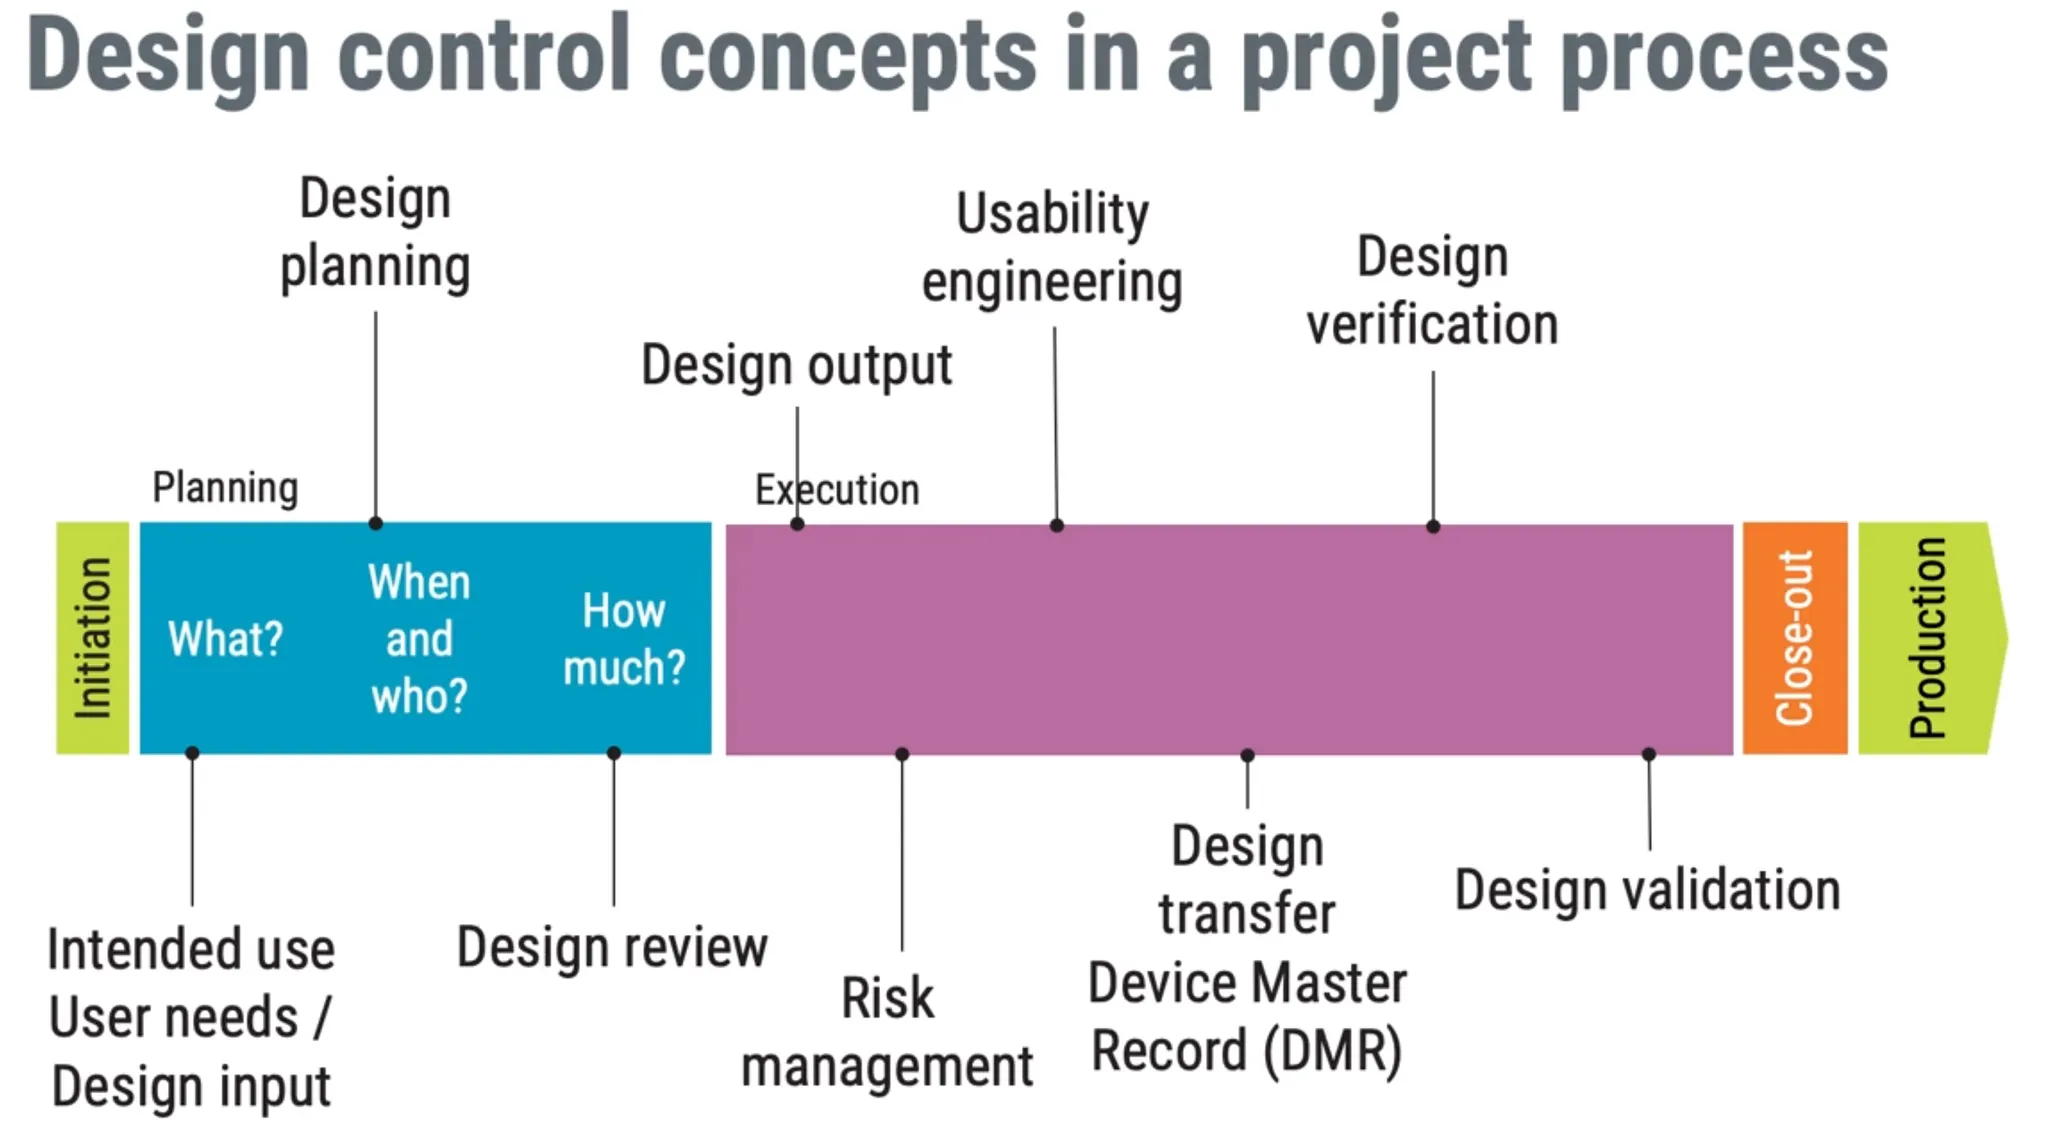 Design control concepts in a project process
Design
planning
Usability
engineering
Design
verification
Design output
Planning
Execution
Initiation
What?
When
and
who?
How
much?
Close-out
Production
Intended use
User needs /
Design input
Design review
Risk
management
Design
transfer
Device Master
Record (DMR)
Design validation